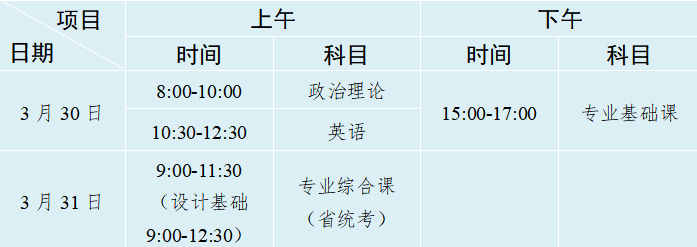 项目 上午 下午
日期 时间 科目 时间 科目
3 月 30 日 8:00-10:00 政治理论 15:00-17:00 专业基础课
10:30-12:30 英语
3 月 31 日 9:00-11:30 专业综合课
（设计基础 （省统考）
9:00-12:30）